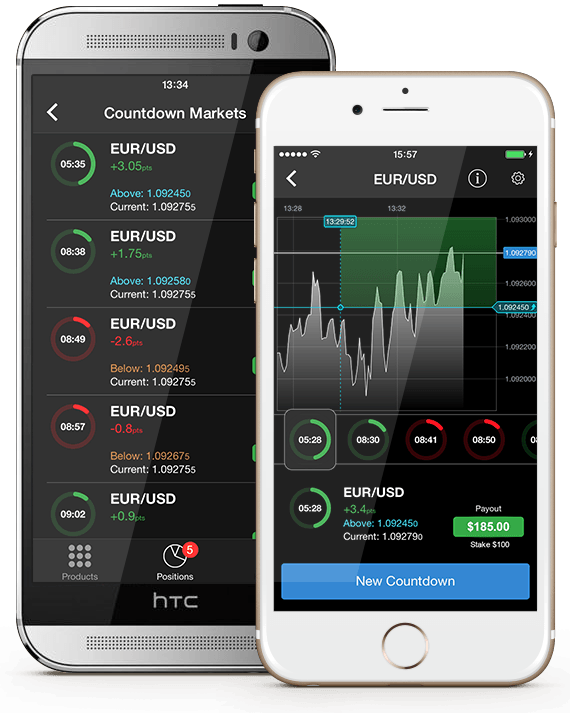 13:34
Countdown Markets
05:35
EUR/USD
+3.05pts
Above: 1.092450
Current: 1.092755
08:38
EUR/USD
+1.75pts
Above: 1.092580
Current: 1.092755
08:49
EUR/USD
-2.6pts
Below: 1.092495
Current: 1.092755
08:57
EUR/USD
-0.8pts
Below: 1.092675
Current: 1.092755
09:02
EUR/USD
+0.9pts
Products
5
Positions
hTC
15:57
EUR/USD
13:28
13:32
13:29:52
1.093000
1.092790
1.092600
1.092450
1.092400
1.092200
1.092000
05:28
08:30
08:41
08:50
05:28
EUR/USD
+3.4pts
Above: 1.092450
Current: 1.092790
Payout
$185.00
Stake $100
New Countdown